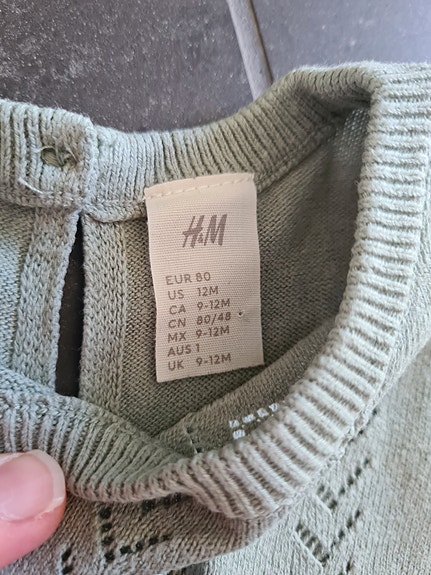 H&M
EUR 80
US 12M
CA 9-12M
CN 80/48
MX 9-12M
AUS 1
UK 9-12M